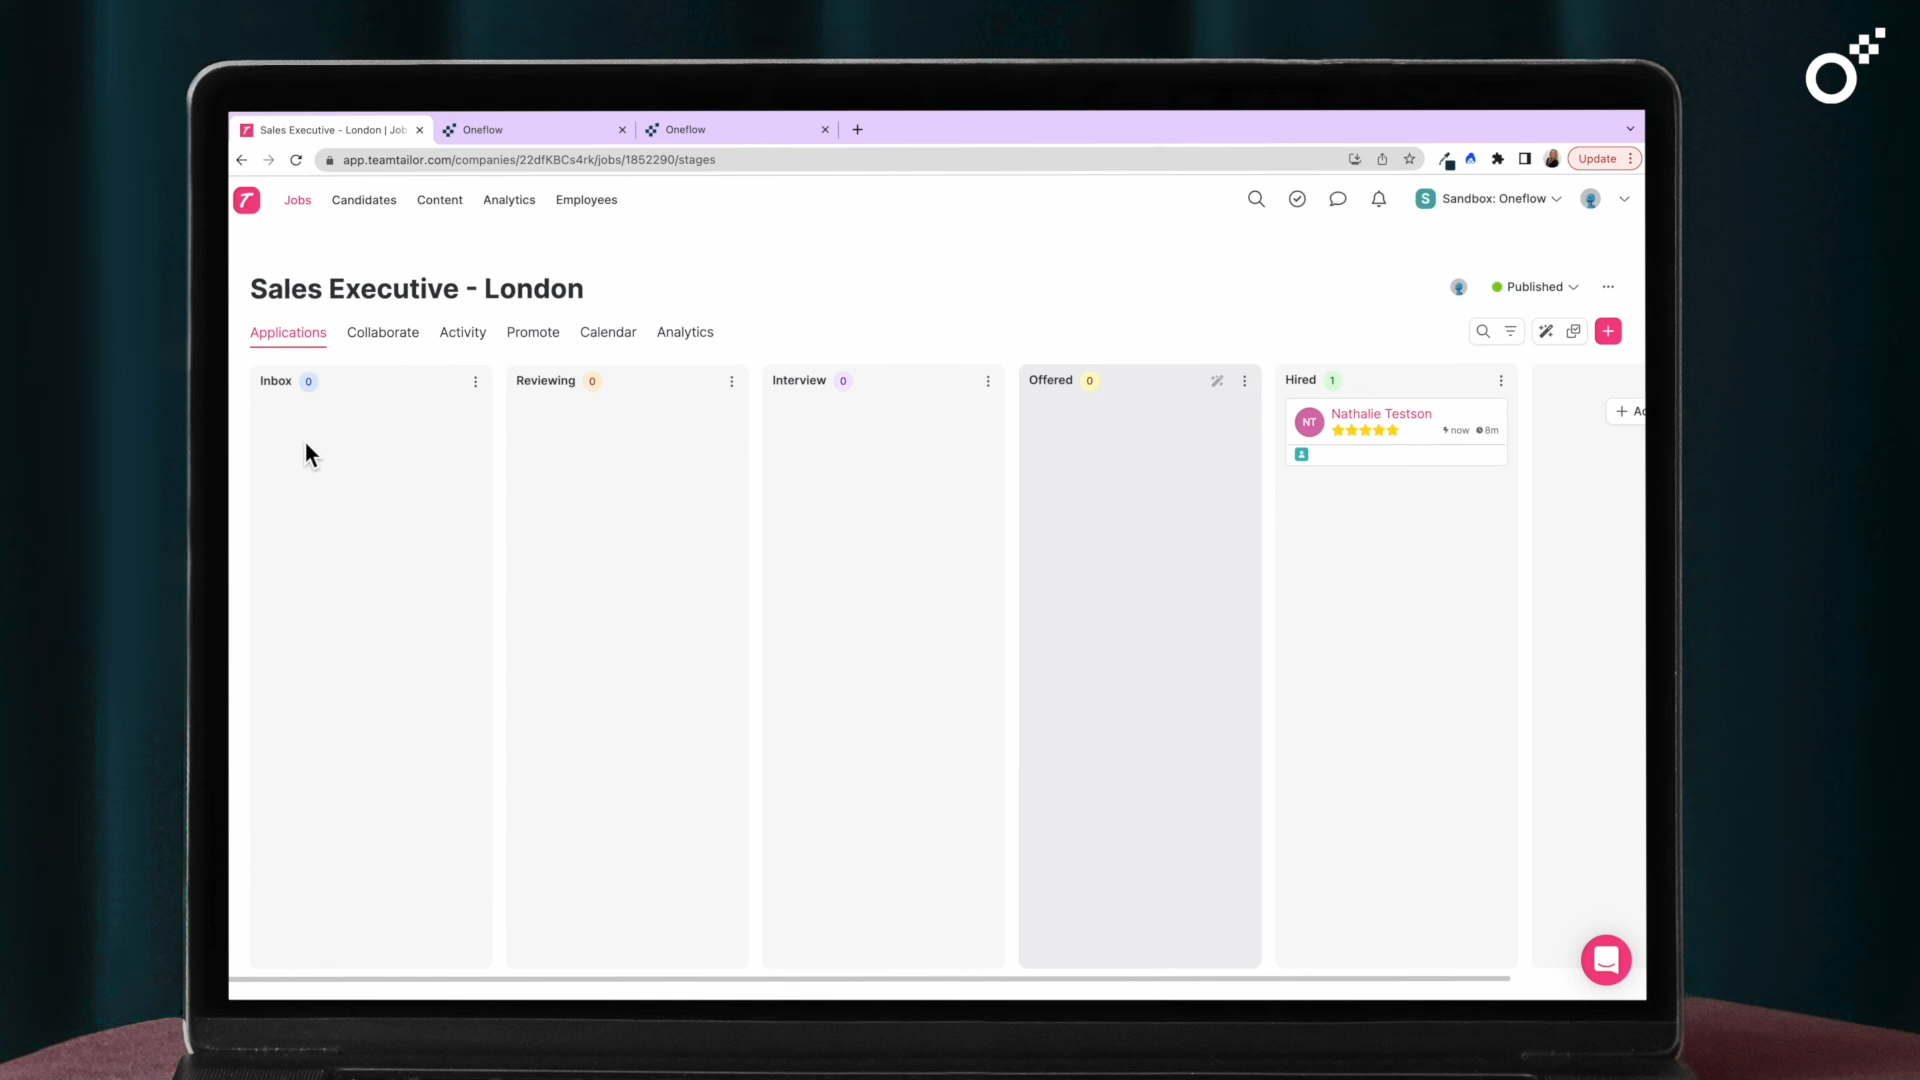 Sales Executive - London | Job
Oneflow
Oneflow
app.teamtailor.com/companies/22dfKBCs4rk/jobs/1852290/stages
Update
Jobs
Candidates
Content
Analytics
Employees
S
Sandbox: Oneflow
Sales Executive - London
Published
Applications
Collaborate
Activity
Promote
Calendar
Analytics
Inbox 0
Reviewing 0
Interview 0
Offered 0
Hired 1
NT
Nathalie Testson
now
8m